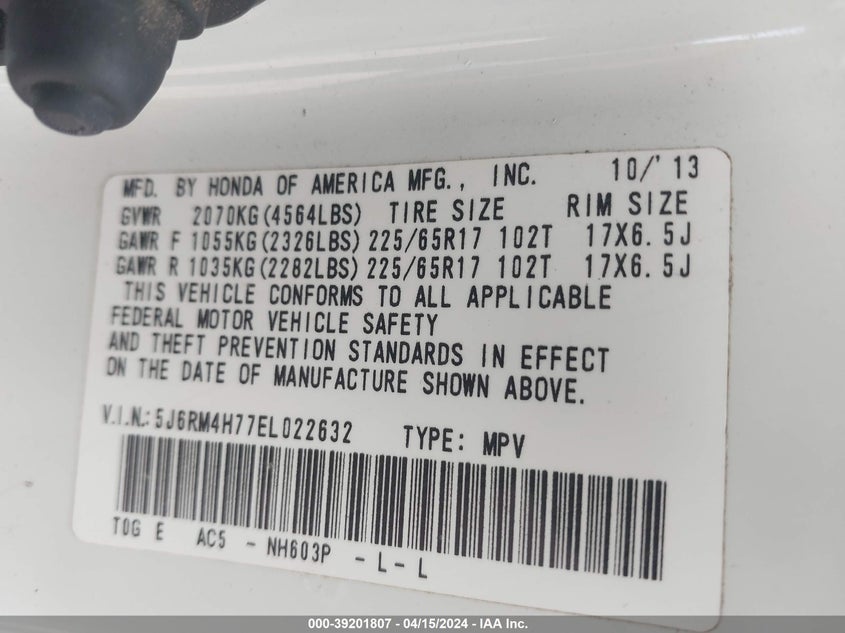 MFD. BY HONDA OF AMERICA MFG., INC. 10/'13
GVWR 2070KG(4564LBS) TIRE SIZE RIM SIZE
GAWR F 1055KG(2326LBS) 225/65R17 102T 17X6.5J
GAWR R 1035KG(2282LBS) 225/65R17 102T 17X6.5J
THIS VEHICLE CONFORMS TO ALL APPLICABLE
FEDERAL MOTOR VEHICLE SAFETY
AND THEFT PREVENTION STANDARDS IN EFFECT
ON THE DATE OF MANUFACTURE SHOWN ABOVE.
V.I.N.: 5J6RM4H77EL022632 TYPE: MPV
T0G E AC5 - NH603P - L - L
000-39201807 - 04/15/2024 - IAA Inc.